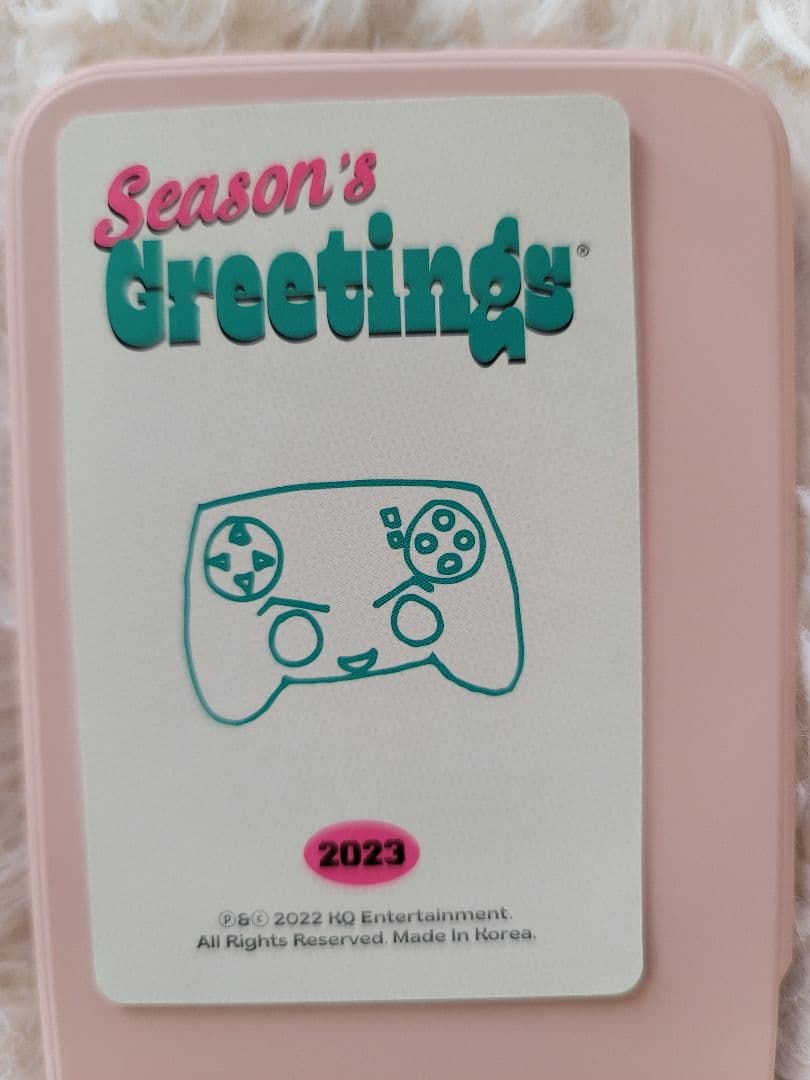 Season's
Greetings®
2023
℗&© 2022 KQ Entertainment.
All Rights Reserved. Made In Korea.